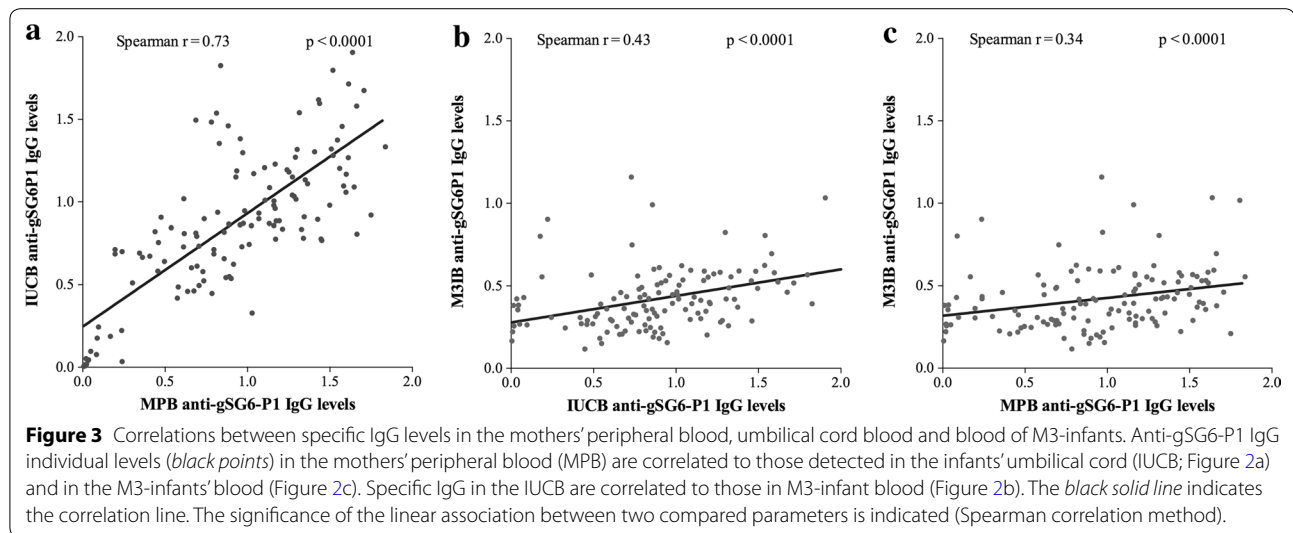 a
Spearman r = 0.73 p < 0.0001
2.0
1.5
1.0
0.5
0.0
IUCB anti-gSG6P1 IgG levels
0.0 0.5 1.0 1.5 2.0
MPB anti-gSG6-P1 IgG levels
b
Spearman r = 0.43 p < 0.0001
2.0
1.5
1.0
0.5
0.0
M3IB anti-gSG6P1 IgG levels
0.0 0.5 1.0 1.5 2.0
IUCB anti-gSG6-P1 IgG levels
c
Spearman r = 0.34 p < 0.0001
2.0
1.5
1.0
0.5
0.0
M3IB anti-gSG6P1 IgG levels
0.0 0.5 1.0 1.5 2.0
MPB anti-gSG6-P1 IgG levels
Figure 3 Correlations between specific IgG levels in the mothers' peripheral blood, umbilical cord blood and blood of M3-infants. Anti-gSG6-P1 IgG
individual levels (black points) in the mothers' peripheral blood (MPB) are correlated to those detected in the infants' umbilical cord (IUCB; Figure 2a)
and in the M3-infants' blood (Figure 2c). Specific IgG in the IUCB are correlated to those in M3-infant blood (Figure 2b). The black solid line indicates
the correlation line. The significance of the linear association between two compared parameters is indicated (Spearman correlation method).